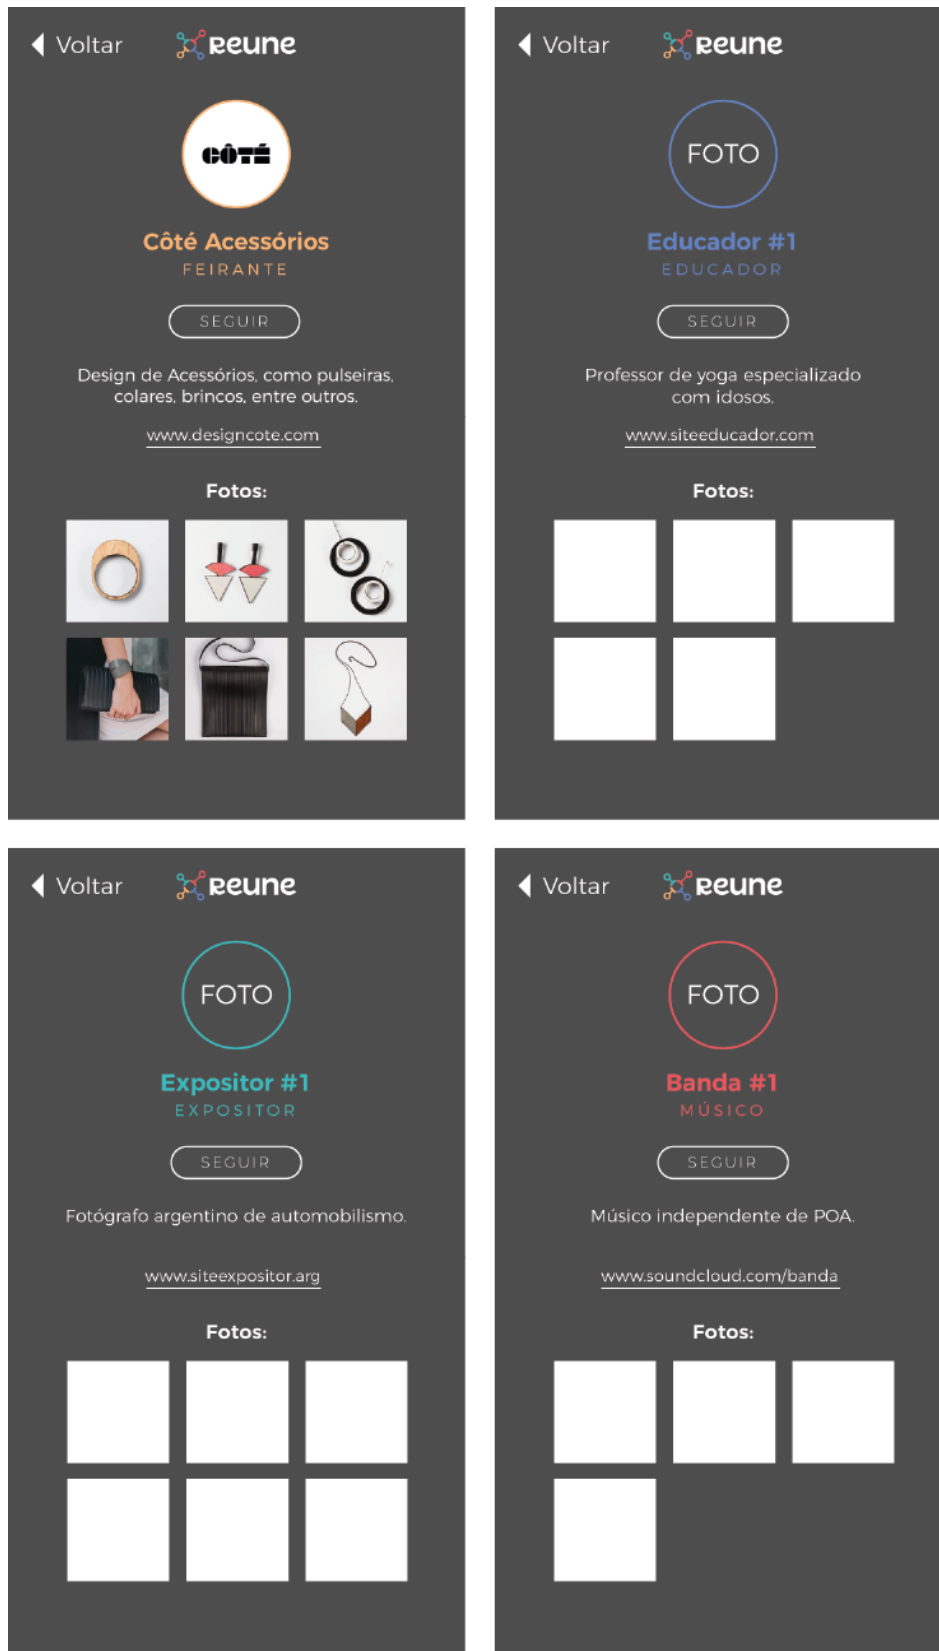 Voltar
Reune
CÔTÉ
Côté Acessórios
FEIRANTE
SEGUIR
Design de Acessórios, como pulseiras,
colares, brincos, entre outros.
www.designcote.com
Fotos:
Voltar
Reune
FOTO
Educador #1
EDUCADOR
SEGUIR
Professor de yoga especializado
com idosos.
www.siteeducador.com
Fotos:
Voltar
Reune
FOTO
Expositor #1
EXPOSITOR
SEGUIR
Fotógrafo argentino de automobilismo.
www.siteexpositor.arg
Fotos:
Voltar
Reune
FOTO
Banda #1
MÚSICO
SEGUIR
Músico independente de POA.
www.soundcloud.com/banda
Fotos: